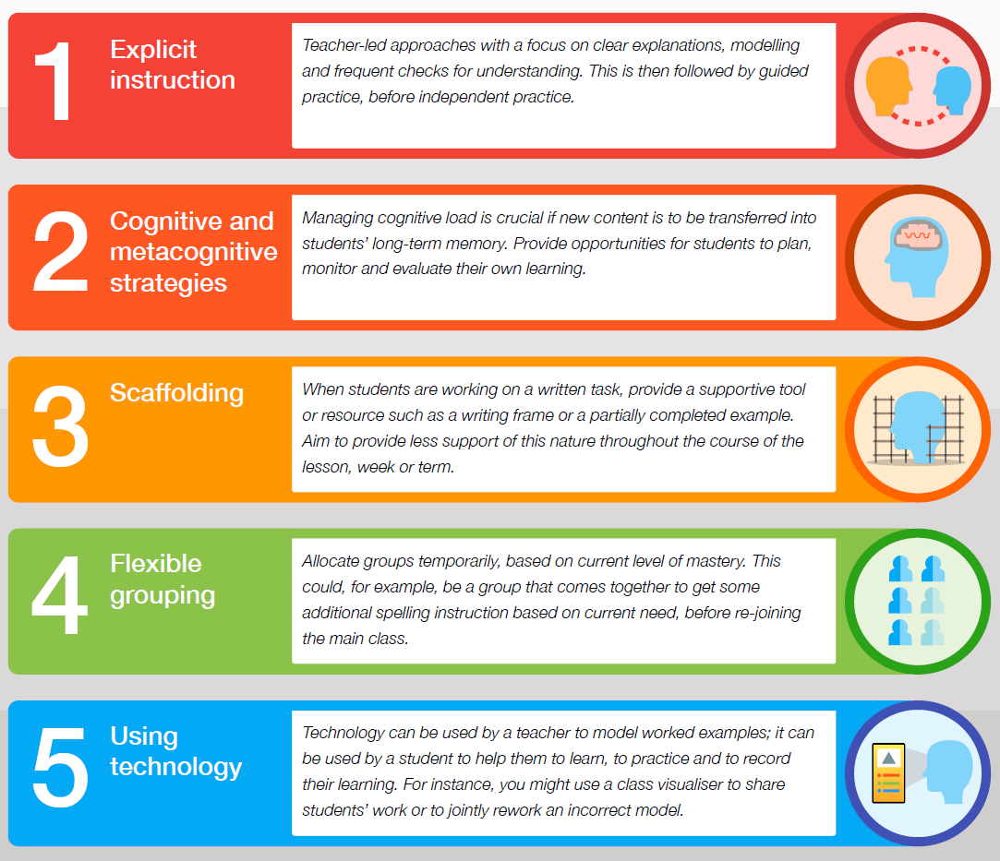 1
Explicit
instruction
Teacher-led approaches with a focus on clear explanations, modelling
and frequent checks for understanding. This is then followed by guided
practice, before independent practice.
2
Cognitive and
metacognitive
strategies
Managing cognitive load is crucial if new content is to be transferred into
students’ long-term memory. Provide opportunities for students to plan,
monitor and evaluate their own learning.
3
Scaffolding
When students are working on a written task, provide a supportive tool
or resource such as a writing frame or a partially completed example.
Aim to provide less support of this nature throughout the course of the
lesson, week or term.
4
Flexible
grouping
Allocate groups temporarily, based on current level of mastery. This
could, for example, be a group that comes together to get some
additional spelling instruction based on current need, before re-joining
the main class.
5
Using
technology
Technology can be used by a teacher to model worked examples; it can
be used by a student to help them to learn, to practice and to record
their learning. For instance, you might use a class visualiser to share
students’ work or to jointly rework an incorrect model.